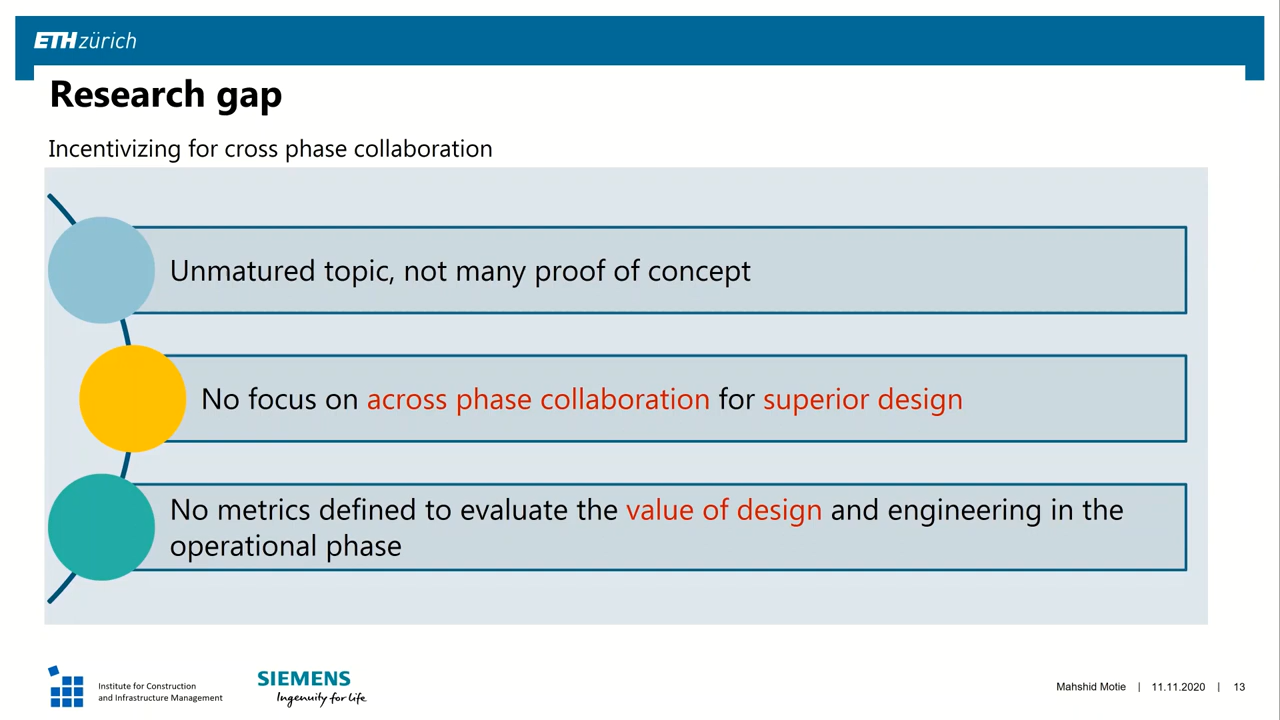 ETH zürich
Research gap
Incentivizing for cross phase collaboration
Unmatured topic, not many proof of concept
No focus on across phase collaboration for superior design
No metrics defined to evaluate the value of design and engineering in the
operational phase
Institute for Construction
and Infrastructure Management
SIEMENS
Ingenuity for life
Mahshid Motie | 11.11.2020 | 13